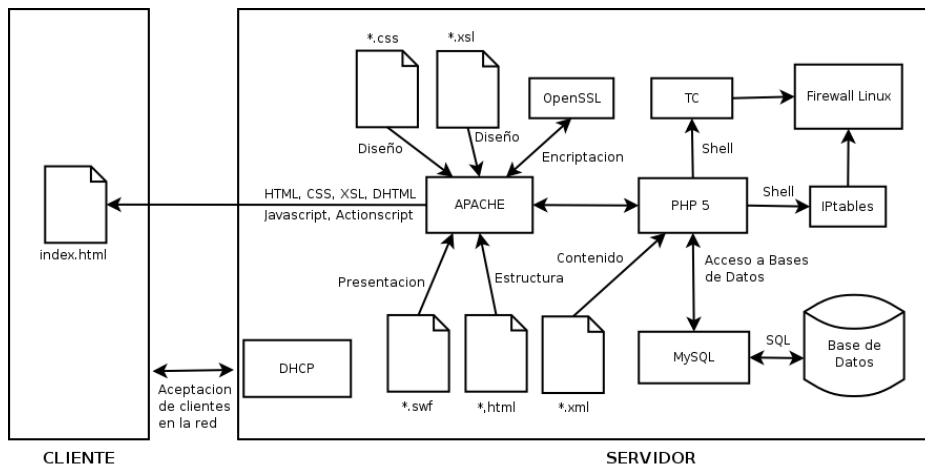 *.css
*.xsl
OpenSSL
TC
Firewall Linux
Diseño
Diseño
Encriptacion
Shell
HTML, CSS, XSL, DHTML
Javascript, Actionscript
APACHE
PHP 5
Shell
IPtables
index.html
Presentacion
Estructura
Contenido
Acceso a Bases
de Datos
DHCP
MySQL
SQL
Base de
Datos
Aceptacion
de clientes
en la red
*.swf
*.html
*.xml
CLIENTE
SERVIDOR